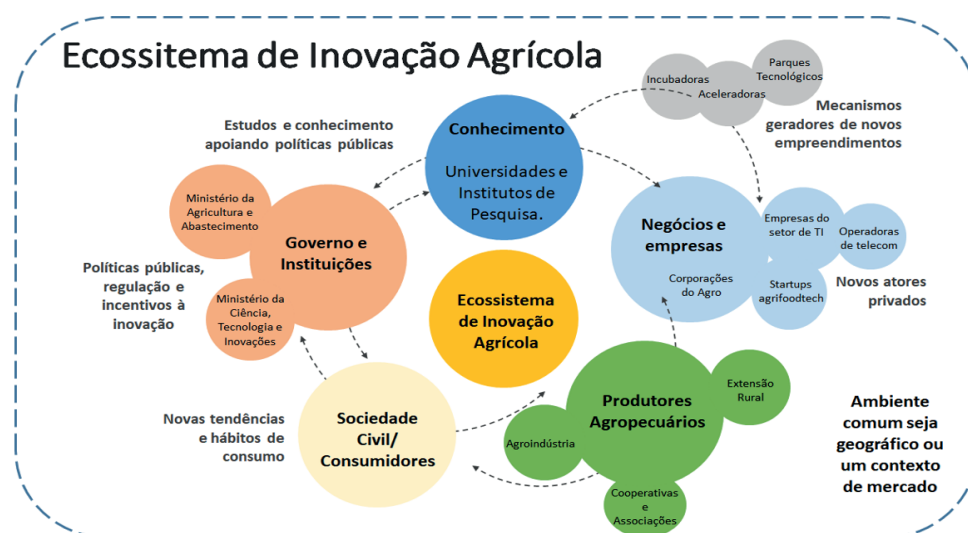 Ecossitema de Inovação Agrícola
Incubadoras
Aceleradoras
Parques
Tecnológicos
Mecanismos
geradores de novos
empreendimentos
Estudos e conhecimento
apoiando políticas públicas
Conhecimento
Universidades e
Institutos de
Pesquisa.
Ministério da
Agricultura e
Abastecimento
Governo e
Instituições
Políticas públicas,
regulação e
incentivos à
inovação
Ministério da
Ciência,
Tecnologia e
Inovações
Negócios e
empresas
Corporações
do Agro
Empresas do
setor de TI
Operadoras
de telecom
Startups
agrifoodtech
Novos atores
privados
Ecossistema
de Inovação
Agrícola
Novas tendências
e hábitos de
consumo
Sociedade
Civil/
Consumidores
Produtores
Agropecuários
Extensão
Rural
Agroindústria
Cooperativas
e
Associações
Ambiente
comum seja
geográfico ou
um contexto
de mercado